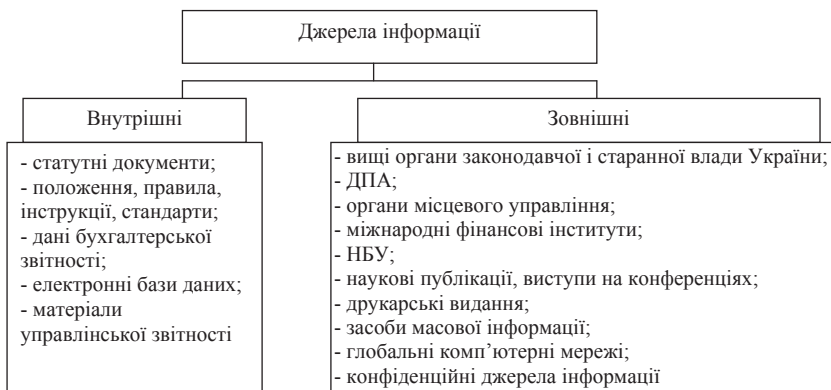 Джерела інформації
Внутрішні
- статутні документи;
- положення, правила,
інструкції, стандарти;
- дані бухгалтерської
звітності;
- електронні бази даних;
- матеріали
управлінської звітності
Зовнішні
- вищі органи законодавчої і старанної влади України;
- ДПА;
- органи місцевого управління;
- міжнародні фінансові інститути;
- НБУ;
- наукові публікації, виступи на конференціях;
- друкарські видання;
- засоби масової інформації;
- глобальні комп’ютерні мережі;
- конфіденційні джерела інформації